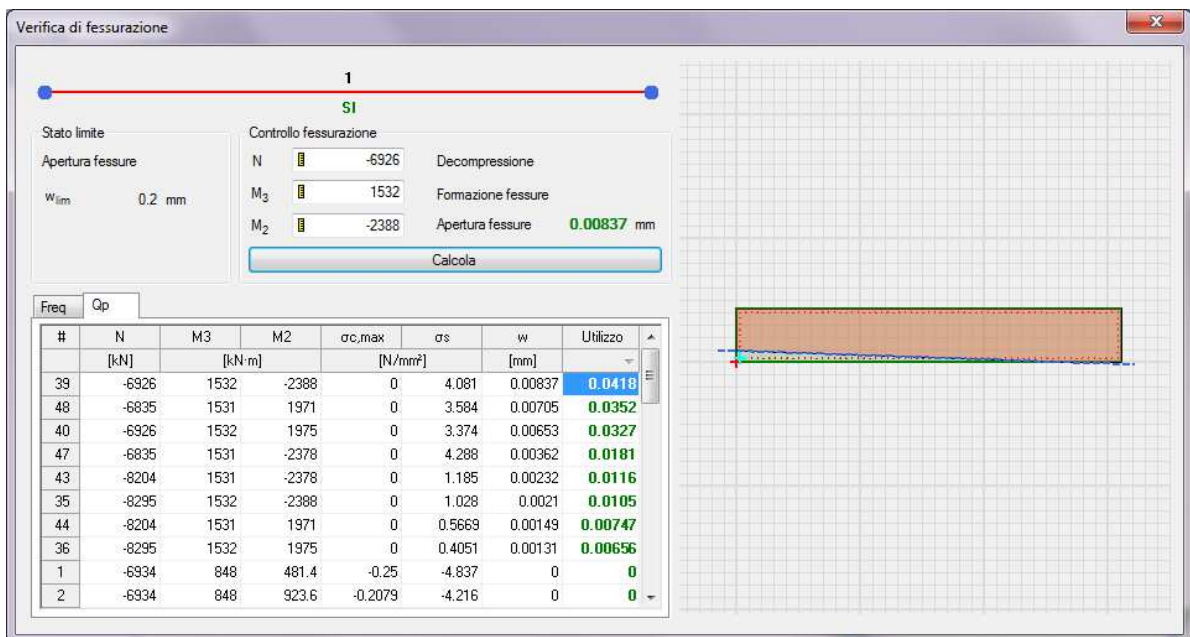 Verifica di fessurazione
x
1
SI
Stato limite
Apertura fessure
wlim 0.2 mm
Controllo fessurazione
N -6926 Decompressione
M3 1532 Formazione fessure
M2 -2388 Apertura fessure 0.00837 mm
Calcola
Freq Qp
# N M3 M2 σc,max σs w Utilizzo
[kN] [kN·m] [N/mm²] [mm]
39 -6926 1532 -2388 0 4.081 0.00837 0.0418
48 -6835 1531 1971 0 3.584 0.00705 0.0352
40 -6926 1532 1975 0 3.374 0.00653 0.0327
47 -6835 1531 -2378 0 4.288 0.00362 0.0181
43 -8204 1531 -2378 0 1.185 0.00232 0.0116
35 -8295 1532 -2388 0 1.028 0.0021 0.0105
44 -8204 1531 1971 0 0.5669 0.00149 0.00747
36 -8295 1532 1975 0 0.4051 0.00131 0.00656
1 -6934 848 481.4 -0.25 -4.837 0 0
2 -6934 848 923.6 -0.2079 -4.216 0 0